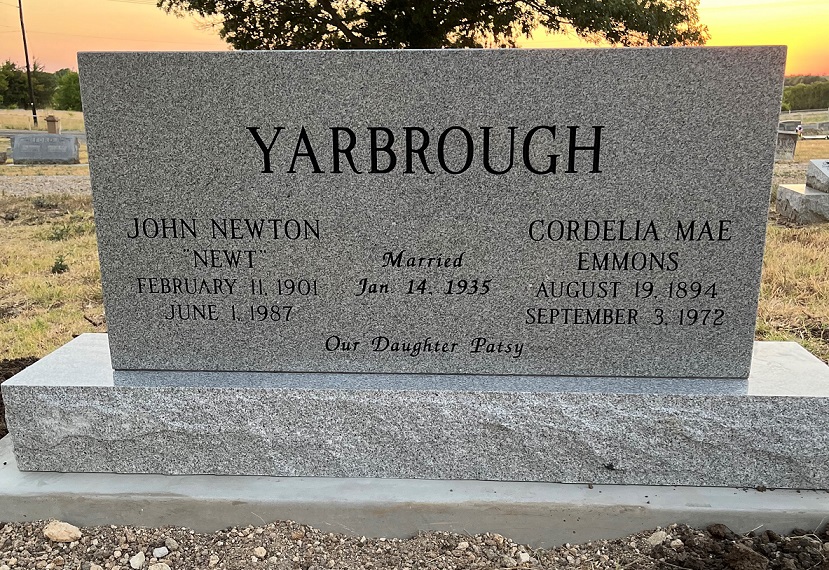 YARBROUGH
JOHN NEWTON
"NEWT"
FEBRUARY 11, 1901
JUNE 1, 1987
Married
Jan. 14, 1935
CORDELIA MAE
EMMONS
AUGUST 19, 1894
SEPTEMBER 3, 1972
Our Daughter Patsy